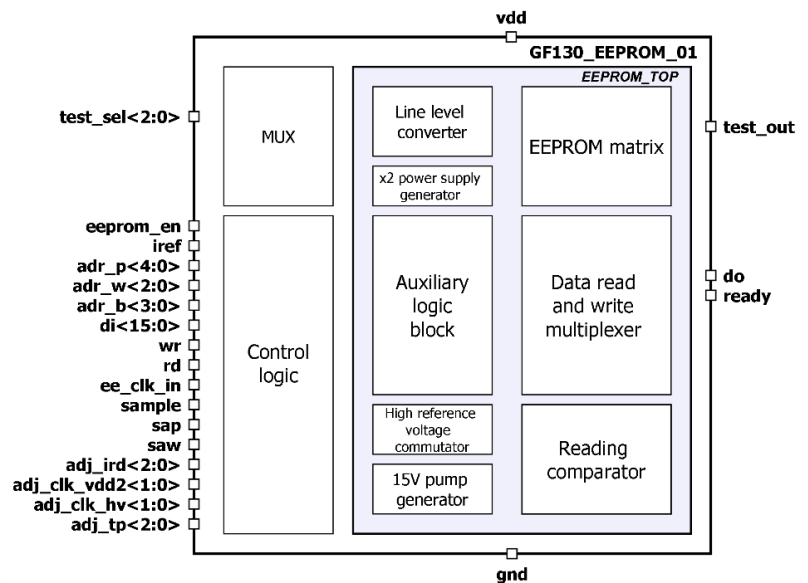 vdd
GF130_EEPROM_01
EEPROM_TOP
test_sel<2:0>
MUX
Line level
converter
EEPROM matrix
test_out
x2 power supply
generator
eeprom_en
iref
adr_p<4:0>
adr_w<2:0>
adr_b<3:0>
di<15:0>
wr
rd
ee_clk_in
sample
sap
saw
adj_ird<2:0>
adj_clk_vdd2<1:0>
adj_clk_hv<1:0>
adj_tp<2:0>
Control
logic
Auxiliary
logic
block
Data read
and write
multiplexer
do
ready
High reference
voltage
commutator
Reading
comparator
15V pump
generator
gnd